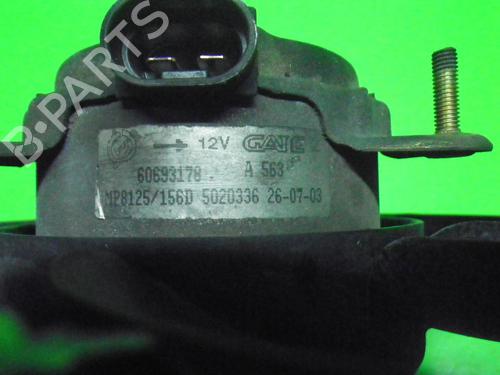 B-PARTS
12V GATE
60693178 A 563
MP8125/156D 5020336 26-07-03